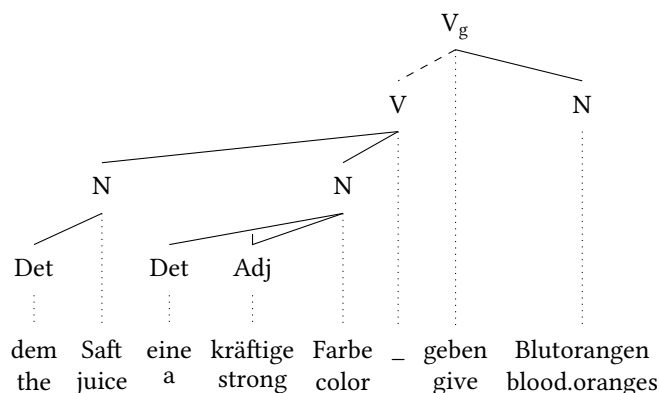 V_g
V N
N N
Det Det Adj
dem Saft eine kräftige Farbe _ geben Blutorangen
the juice a strong color give blood.oranges